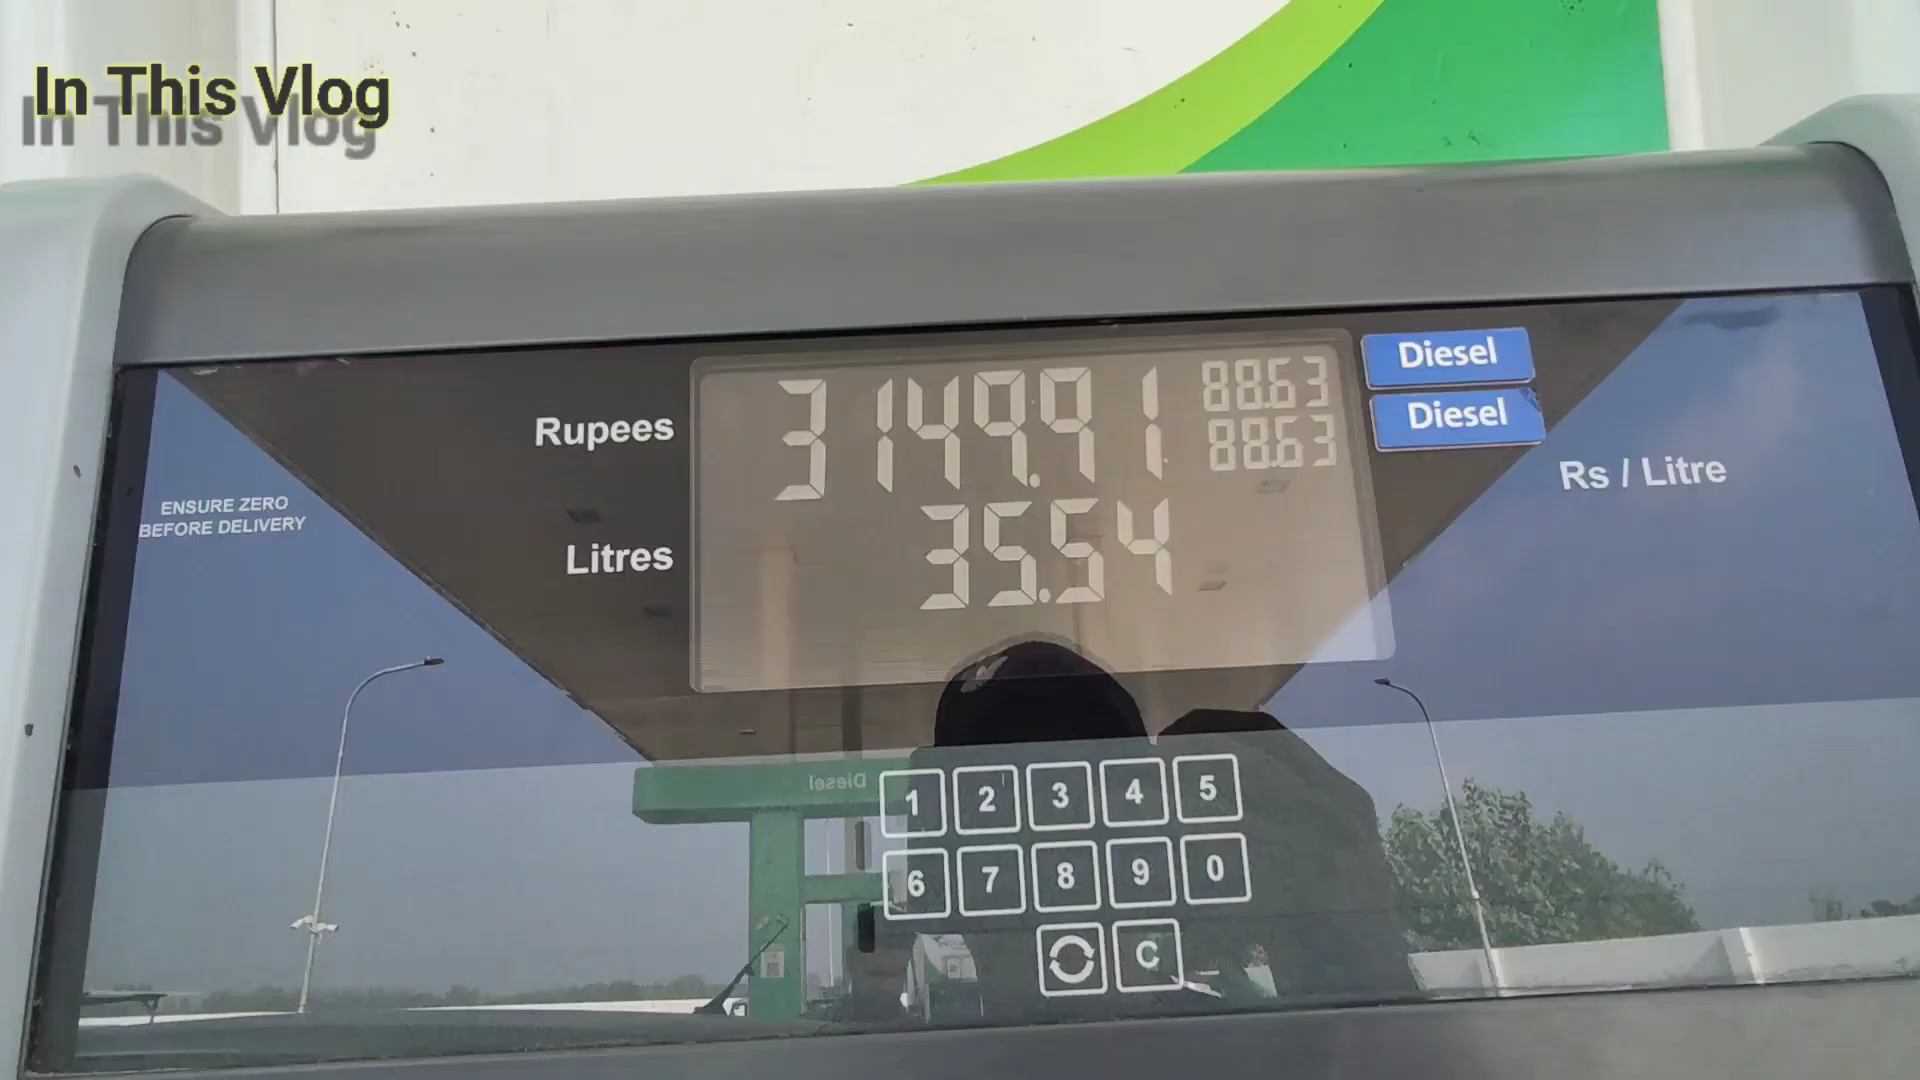 In This Vlog
Rupees
3149.91
88.63
88.63
Diesel
Diesel
Rs / Litre
ENSURE ZERO
BEFORE DELIVERY
Litres
35.54
Diesel
1 2 3 4 5
6 7 8 9 0
C